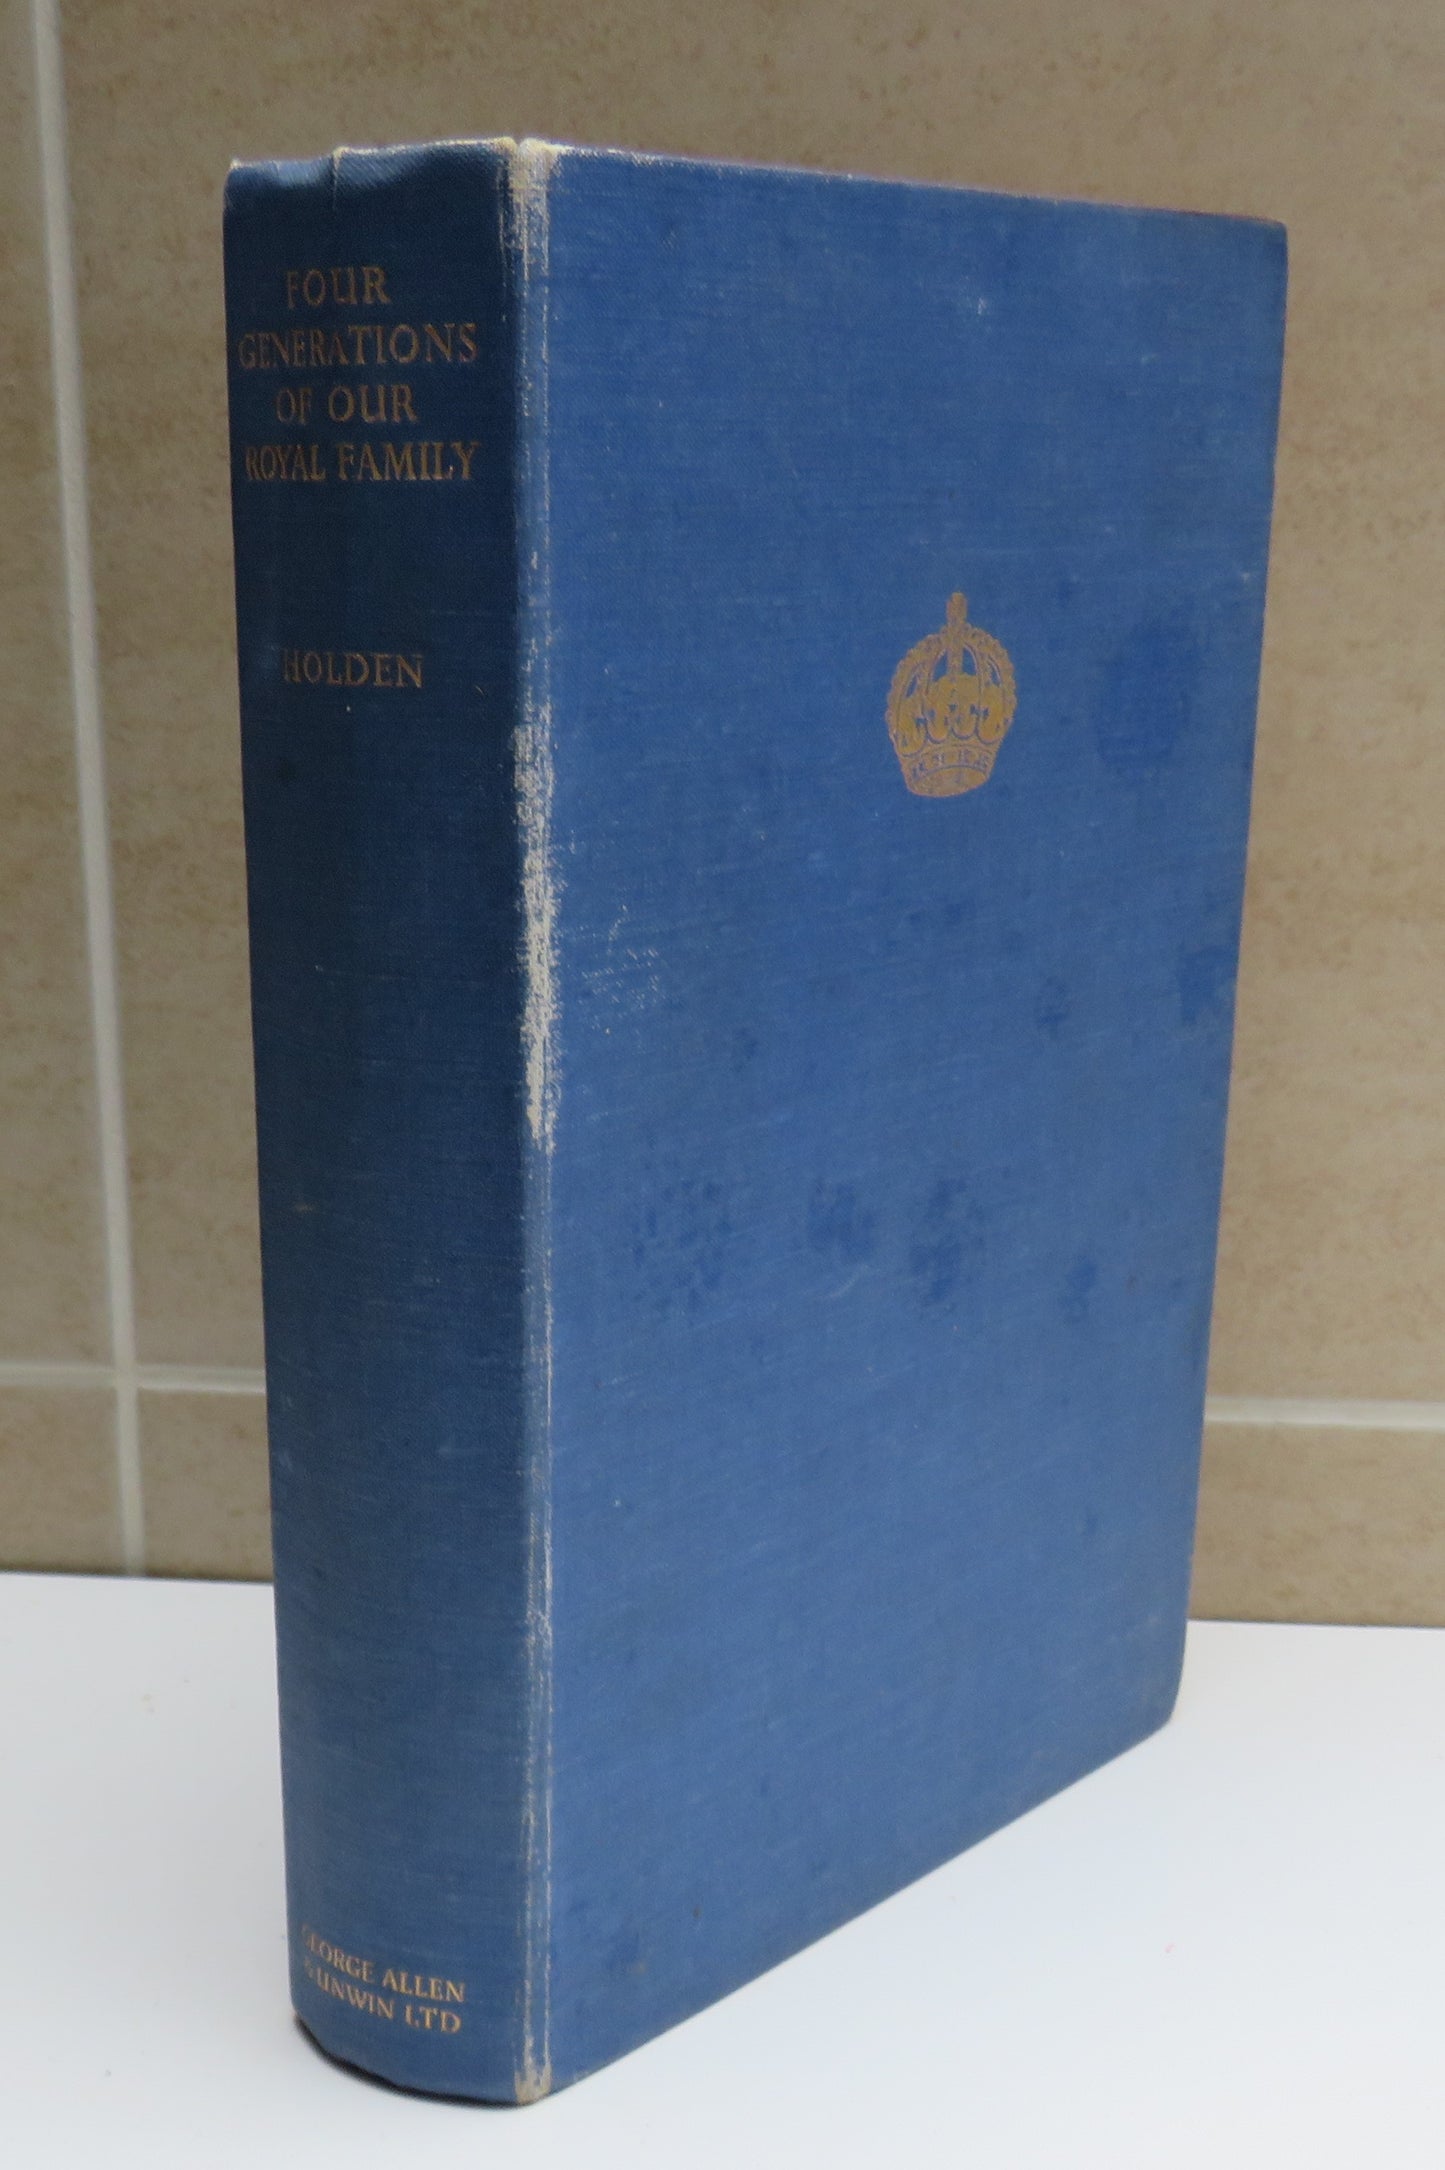 FOUR
GENERATIONS
OF OUR
ROYAL FAMILY
HOLDEN
GEORGE ALLEN
& UNWIN LTD